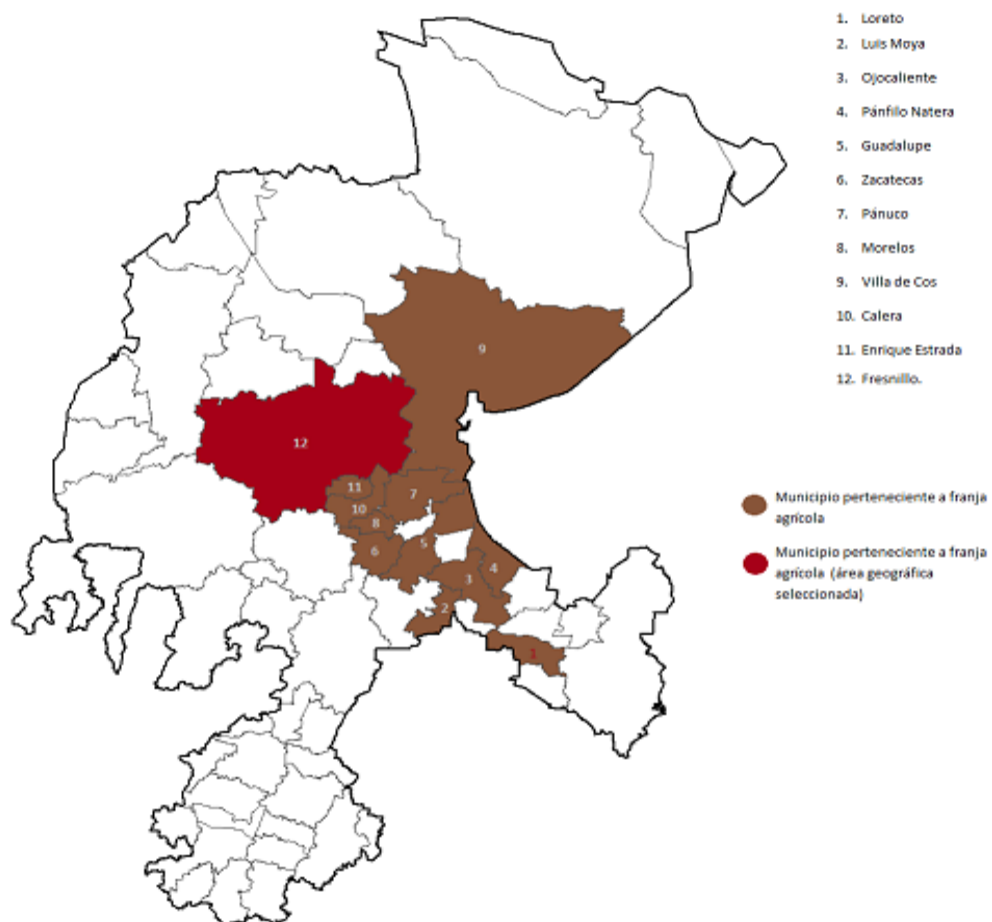 1. Loreto
2. Luis Moya
3. Ojocaliente
4. Pánfilo Natera
5. Guadalupe
6. Zacatecas
7. Pánuco
8. Morelos
9. Villa de Cos
10. Calera
11. Enrique Estrada
12. Fresnillo.
9
12
11
7
10
8
5
6
4
3
2
1
Municipio perteneciente a franja
agrícola
Municipio perteneciente a franja
agrícola (área geográfica
seleccionada)